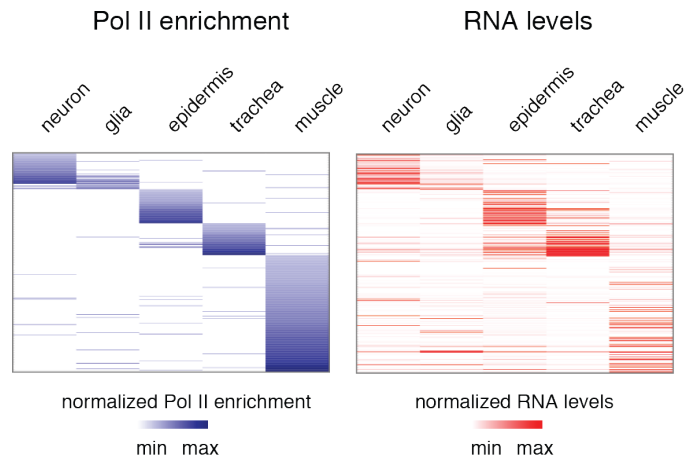 Pol II enrichment
RNA levels
neuron
glia
epidermis
trachea
muscle
neuron
glia
epidermis
trachea
muscle
normalized Pol II enrichment
normalized RNA levels
min max
min max